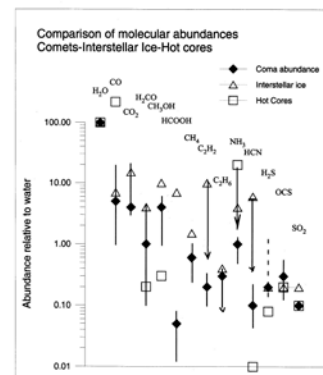 Comparison of molecular abundances
Comets-Interstellar Ice-Hot cores
Coma abundance
Interstellar ice
Hot Cores
H₂O
CO
CO₂
H₂CO
CH₃OH
HCOOH
CH₄
C₂H₂
C₂H₆
NH₃
HCN
H₂S
OCS
SO₂
Abundance relative to water
100.00
10.00
1.00
0.10
0.01